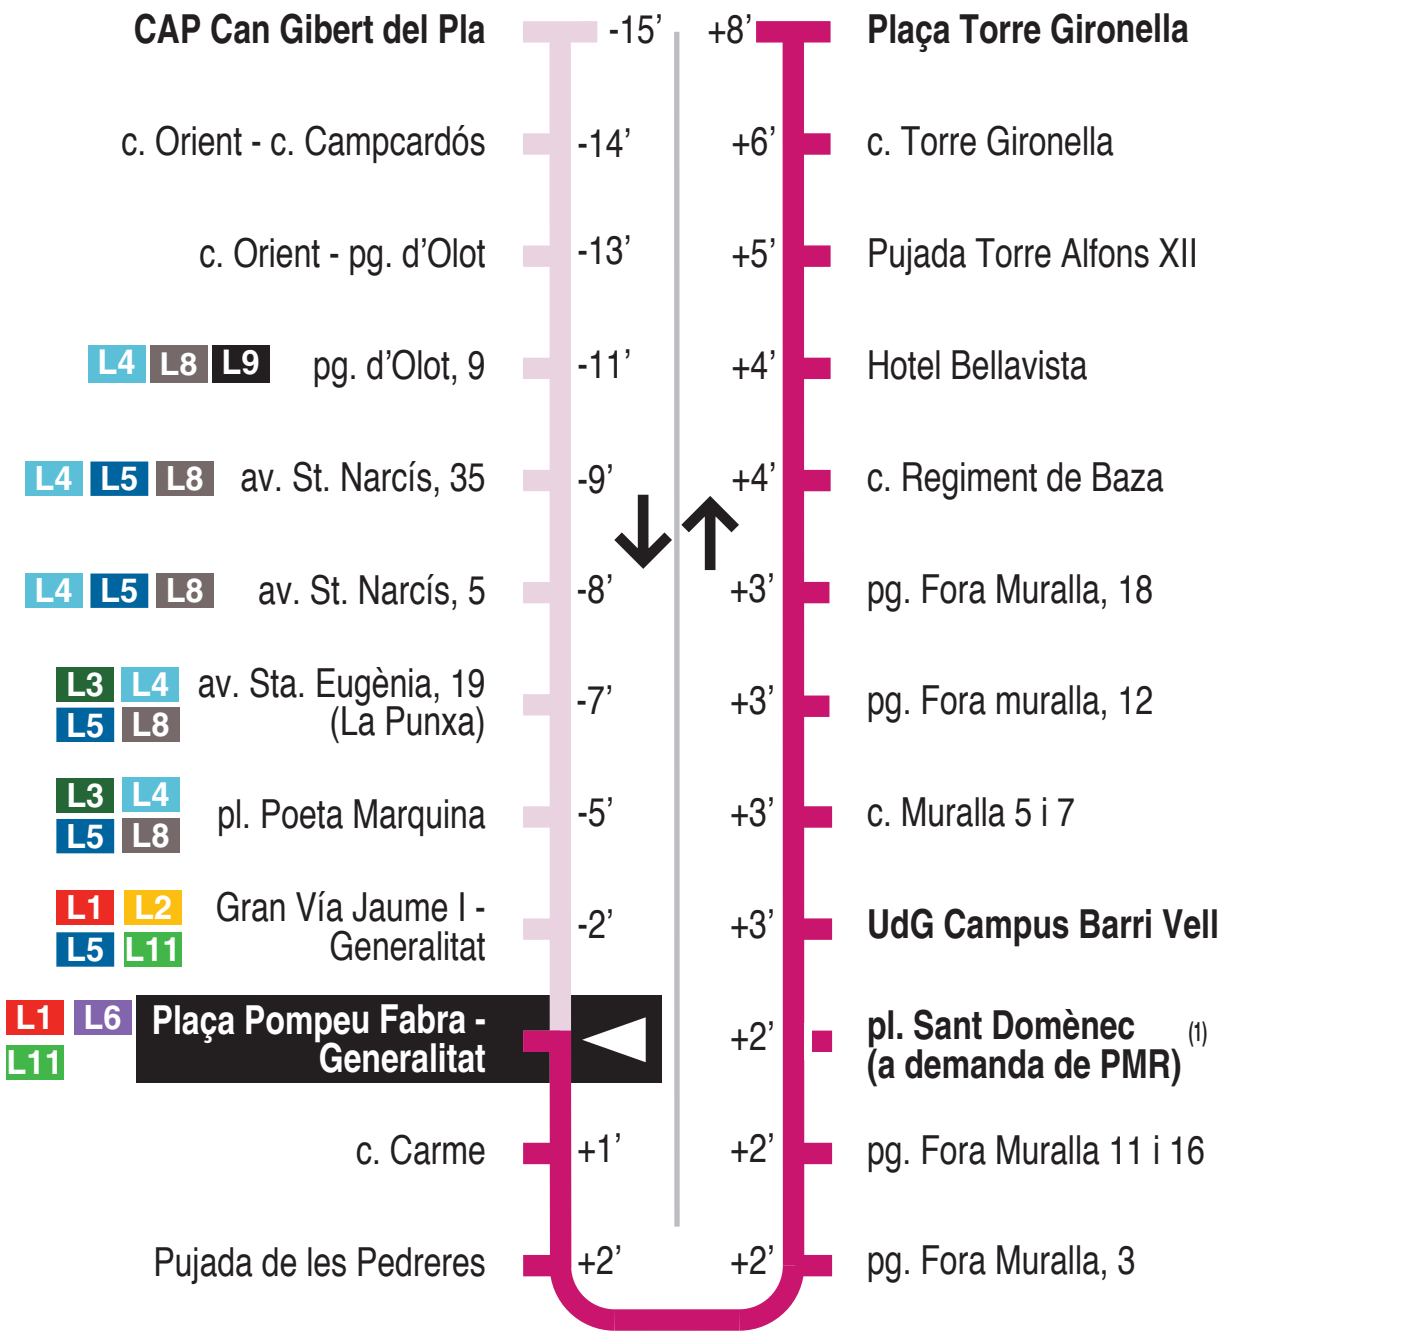 CAP Can Gibert del Pla -15’
c. Orient - c. Campcardós -14’
c. Orient - pg. d’Olot -13’
L4 L8 L9 pg. d’Olot, 9 -11’
L4 L5 L8 av. St. Narcís, 35 -9’
L4 L5 L8 av. St. Narcís, 5 -8’
L3 L4 av. Sta. Eugènia, 19
L5 L8 (La Punxa) -7’
L3 L4
L5 L8 pl. Poeta Marquina -5’
L1 L2 Gran Vía Jaume I -
L5 L11 Generalitat -2’
L1 L6 Plaça Pompeu Fabra -
L11 Generalitat
c. Carme +1’
Pujada de les Pedreres +2’
+8’ Plaça Torre Gironella
+6’ c. Torre Gironella
+5’ Pujada Torre Alfons XII
+4’ Hotel Bellavista
+4’ c. Regiment de Baza
+3’ pg. Fora Muralla, 18
+3’ pg. Fora muralla, 12
+3’ c. Muralla 5 i 7
+3’ UdG Campus Barri Vell
+2’ pl. Sant Domènec (1)
(a demanda de PMR)
+2’ pg. Fora Muralla 11 i 16
+2’ pg. Fora Muralla, 3